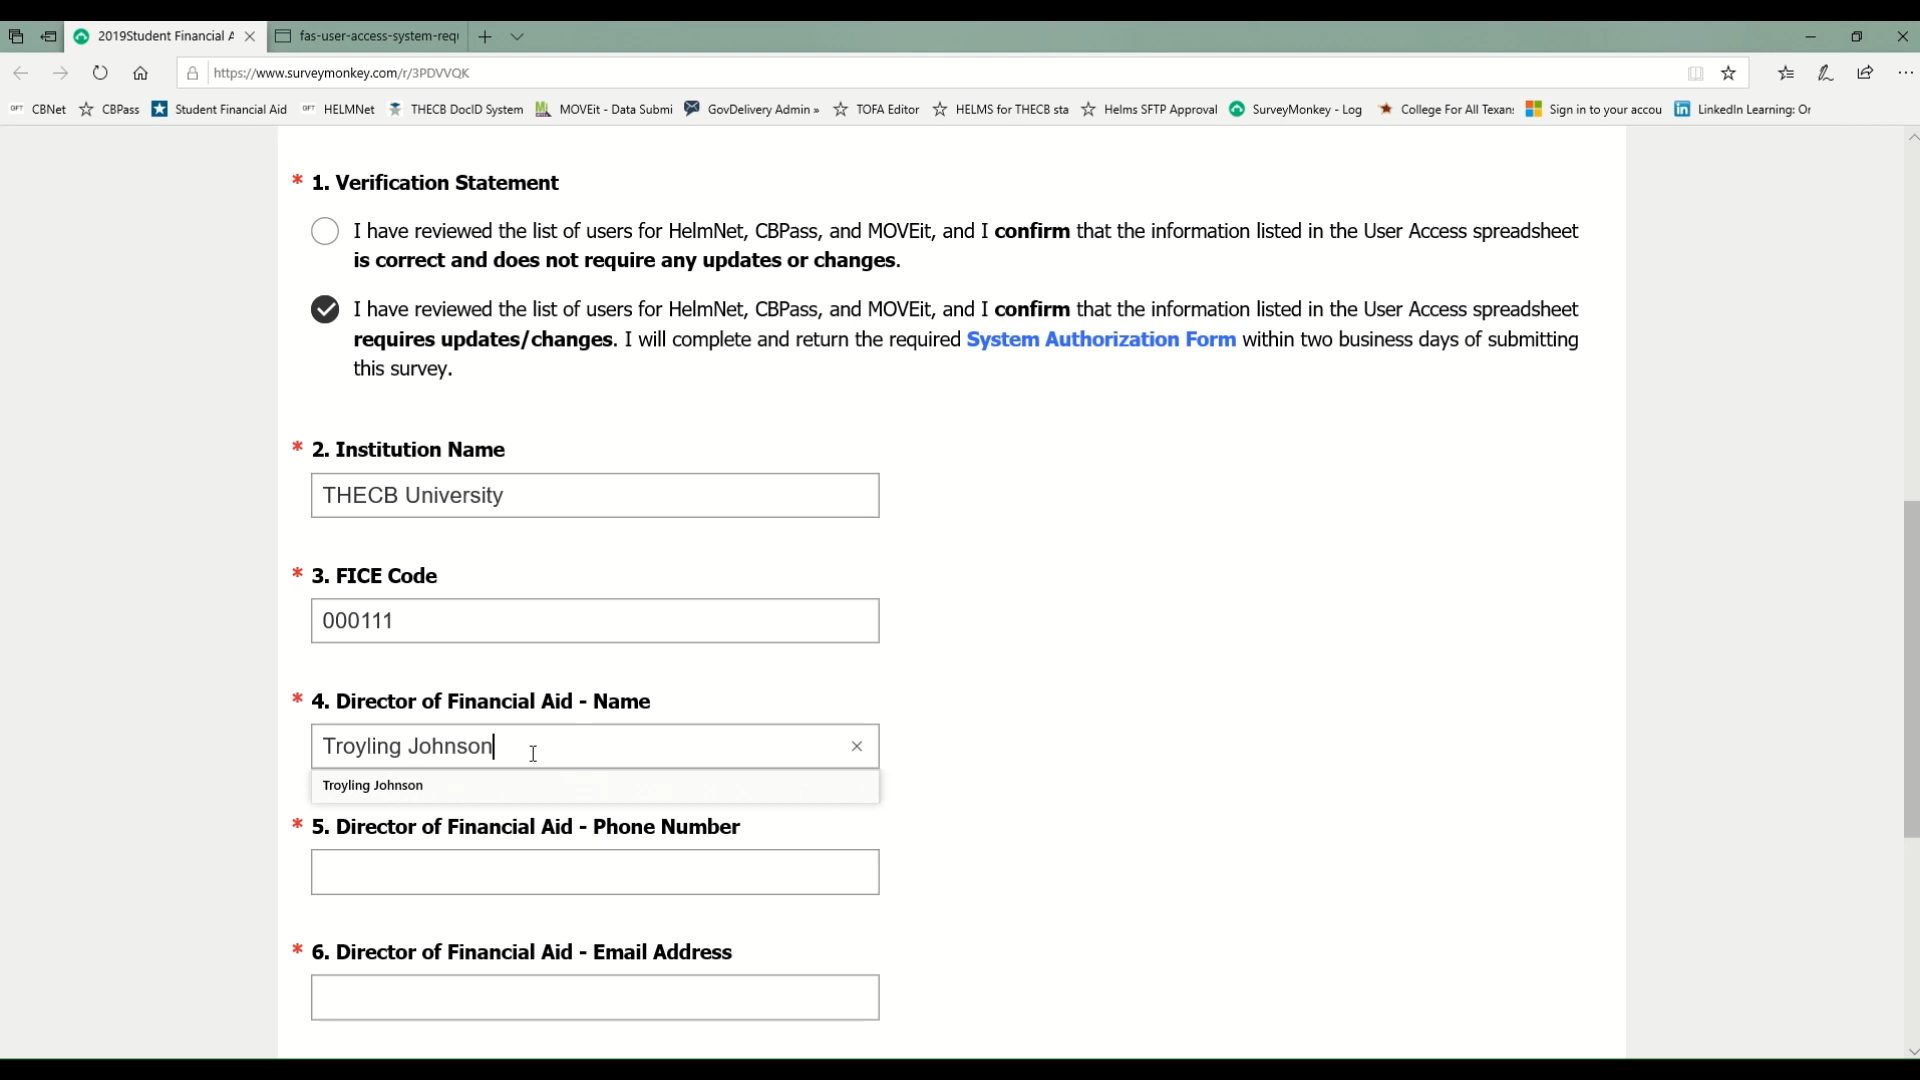 2019Student Financial A
fas-user-access-system-requ
https://www.surveymonkey.com/r/3PDVVQK
CBNet CBPass Student Financial Aid HELMNet THECB DocID System MOVEit - Data Submi GovDelivery Admin » TOFA Editor HELMS for THECB sta Helms SFTP Approval SurveyMonkey - Log College For All Texans Sign in to your accou LinkedIn Learning: Or
* 1. Verification Statement
I have reviewed the list of users for HelmNet, CBPass, and MOVEit, and I confirm that the information listed in the User Access spreadsheet
is correct and does not require any updates or changes.
I have reviewed the list of users for HelmNet, CBPass, and MOVEit, and I confirm that the information listed in the User Access spreadsheet
requires updates/changes. I will complete and return the required System Authorization Form within two business days of submitting
this survey.
* 2. Institution Name
THECB University
* 3. FICE Code
000111
* 4. Director of Financial Aid - Name
Troyling Johnson
Troyling Johnson
* 5. Director of Financial Aid - Phone Number
* 6. Director of Financial Aid - Email Address